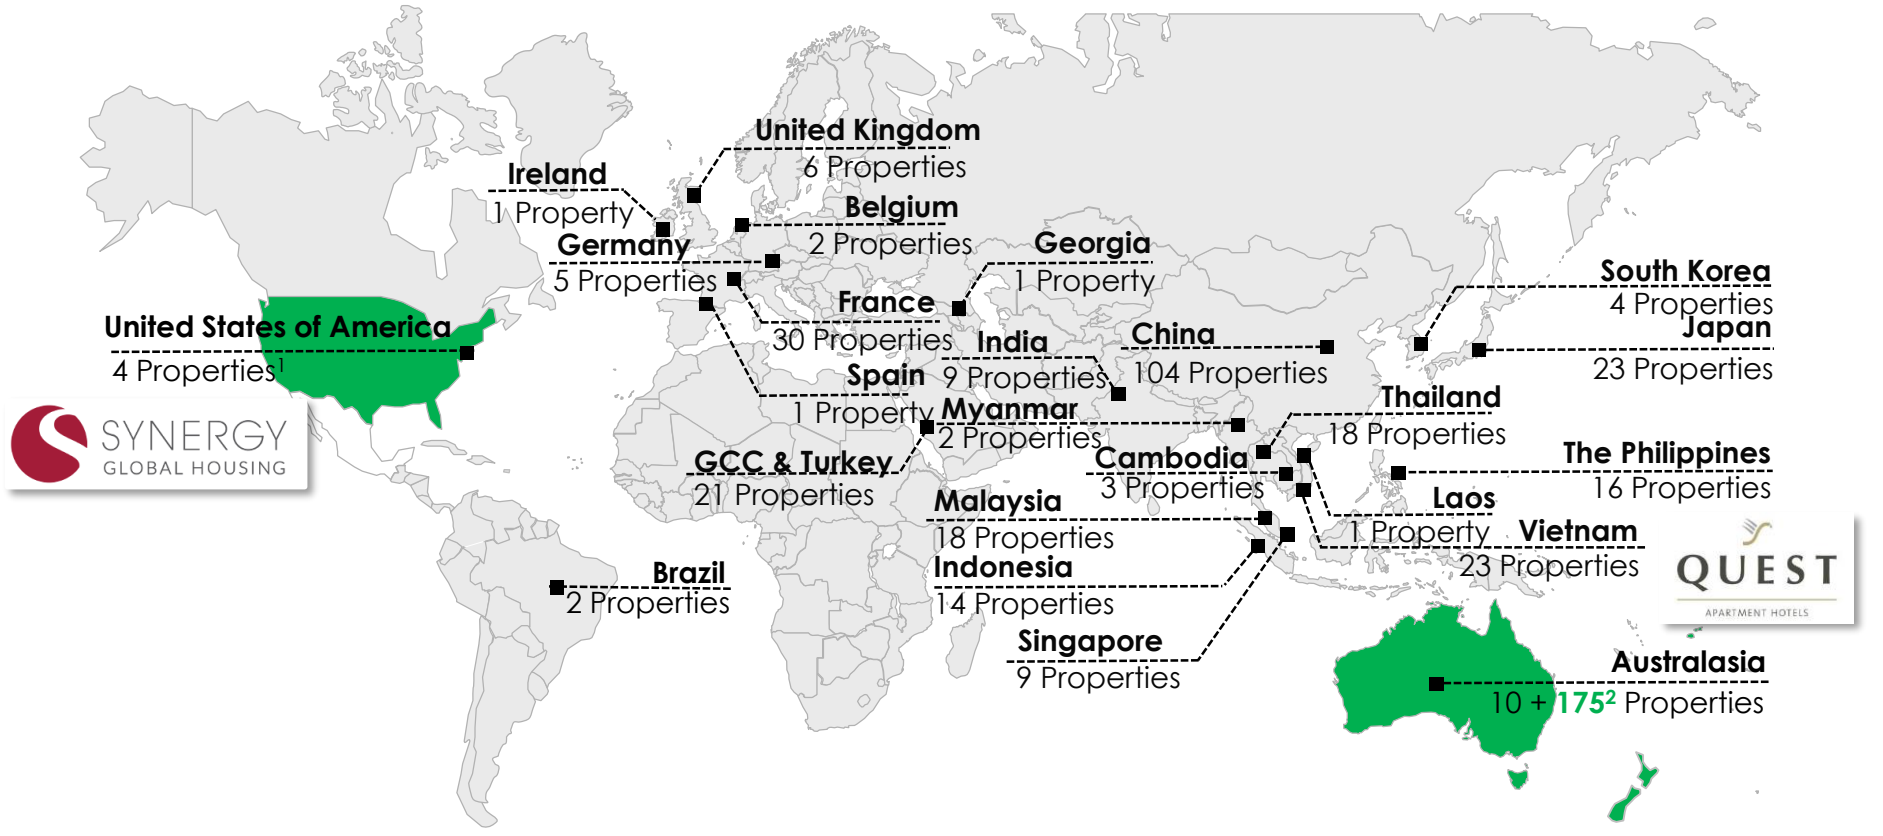 United Kingdom
6 Properties
Ireland
1 Property
Belgium
2 Properties
Germany
5 Properties
Georgia
1 Property
South Korea
4 Properties
France
30 Properties
United States of America
4 Properties¹
India
9 Properties
China
104 Properties
Japan
23 Properties
Spain
1 Property
Myanmar
2 Properties
Thailand
18 Properties
SYNERGY
GLOBAL HOUSING
GCC & Turkey
21 Properties
Cambodia
3 Properties
The Philippines
16 Properties
Malaysia
18 Properties
Laos
1 Property
Vietnam
23 Properties
Indonesia
14 Properties
Brazil
2 Properties
QUEST
APARTMENT HOTELS
Singapore
9 Properties
Australasia
10 + 175² Properties